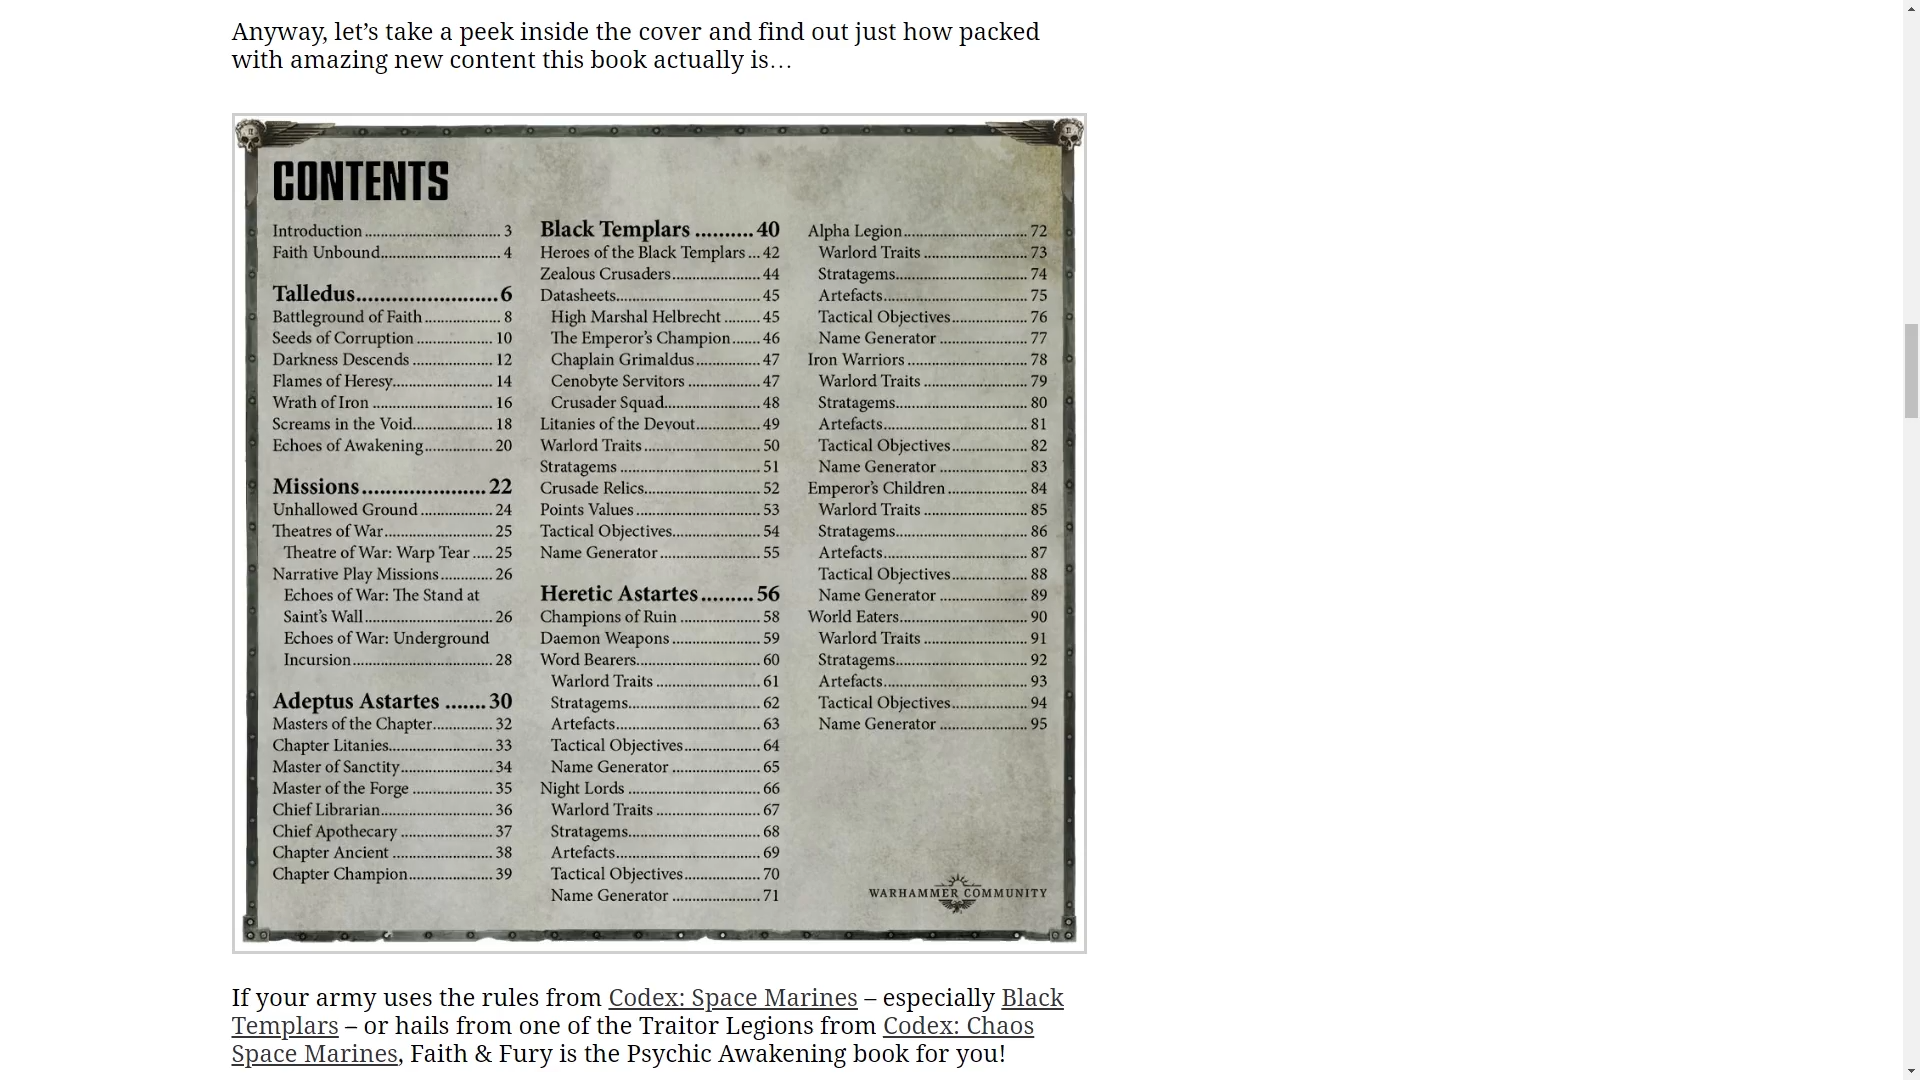 Anyway, let’s take a peek inside the cover and find out just how packed
with amazing new content this book actually is…
CONTENTS
Introduction ................................. 3
Faith Unbound............................. 4
Talledus........................6
Battleground of Faith .................. 8
Seeds of Corruption .................. 10
Darkness Descends ................... 12
Flames of Heresy........................ 14
Wrath of Iron ............................. 16
Screams in the Void................... 18
Echoes of Awakening................. 20
Missions.....................22
Unhallowed Ground ................. 24
Theatres of War.......................... 25
Theatre of War: Warp Tear ..... 25
Narrative Play Missions............. 26
Echoes of War: The Stand at
Saint’s Wall............................... 26
Echoes of War: Underground
Incursion.................................. 28
Adeptus Astartes .......30
Masters of the Chapter............... 32
Chapter Litanies......................... 33
Master of Sanctity...................... 34
Master of the Forge ................... 35
Chief Librarian........................... 36
Chief Apothecary ...................... 37
Chapter Ancient ........................ 38
Chapter Champion.................... 39
Black Templars ..........40
Heroes of the Black Templars ... 42
Zealous Crusaders..................... 44
Datasheets................................... 45
High Marshal Helbrecht ......... 45
The Emperor’s Champion....... 46
Chaplain Grimaldus................ 47
Cenobyte Servitors .................. 47
Crusader Squad....................... 48
Litanies of the Devout................ 49
Warlord Traits ............................ 50
Stratagems .................................. 51
Crusade Relics............................ 52
Points Values .............................. 53
Tactical Objectives..................... 54
Name Generator ........................ 55
Heretic Astartes.........56
Champions of Ruin .................... 58
Daemon Weapons ...................... 59
Word Bearers.............................. 60
Warlord Traits .......................... 61
Stratagems................................ 62
Artefacts................................... 63
Tactical Objectives................... 64
Name Generator ...................... 65
Night Lords ................................ 66
Warlord Traits .......................... 67
Stratagems................................ 68
Artefacts................................... 69
Tactical Objectives................... 70
Name Generator ...................... 71
Alpha Legion.............................. 72
Warlord Traits ......................... 73
Stratagems................................ 74
Artefacts................................... 75
Tactical Objectives.................. 76
Name Generator ..................... 77
Iron Warriors ............................. 78
Warlord Traits ......................... 79
Stratagems................................ 80
Artefacts................................... 81
Tactical Objectives.................. 82
Name Generator ..................... 83
Emperor’s Children ................... 84
Warlord Traits ......................... 85
Stratagems................................ 86
Artefacts................................... 87
Tactical Objectives.................. 88
Name Generator ..................... 89
World Eaters............................... 90
Warlord Traits ......................... 91
Stratagems................................ 92
Artefacts................................... 93
Tactical Objectives.................. 94
Name Generator ..................... 95
WARHAMMER COMMUNITY
If your army uses the rules from Codex: Space Marines – especially Black
Templars – or hails from one of the Traitor Legions from Codex: Chaos
Space Marines, Faith & Fury is the Psychic Awakening book for you!